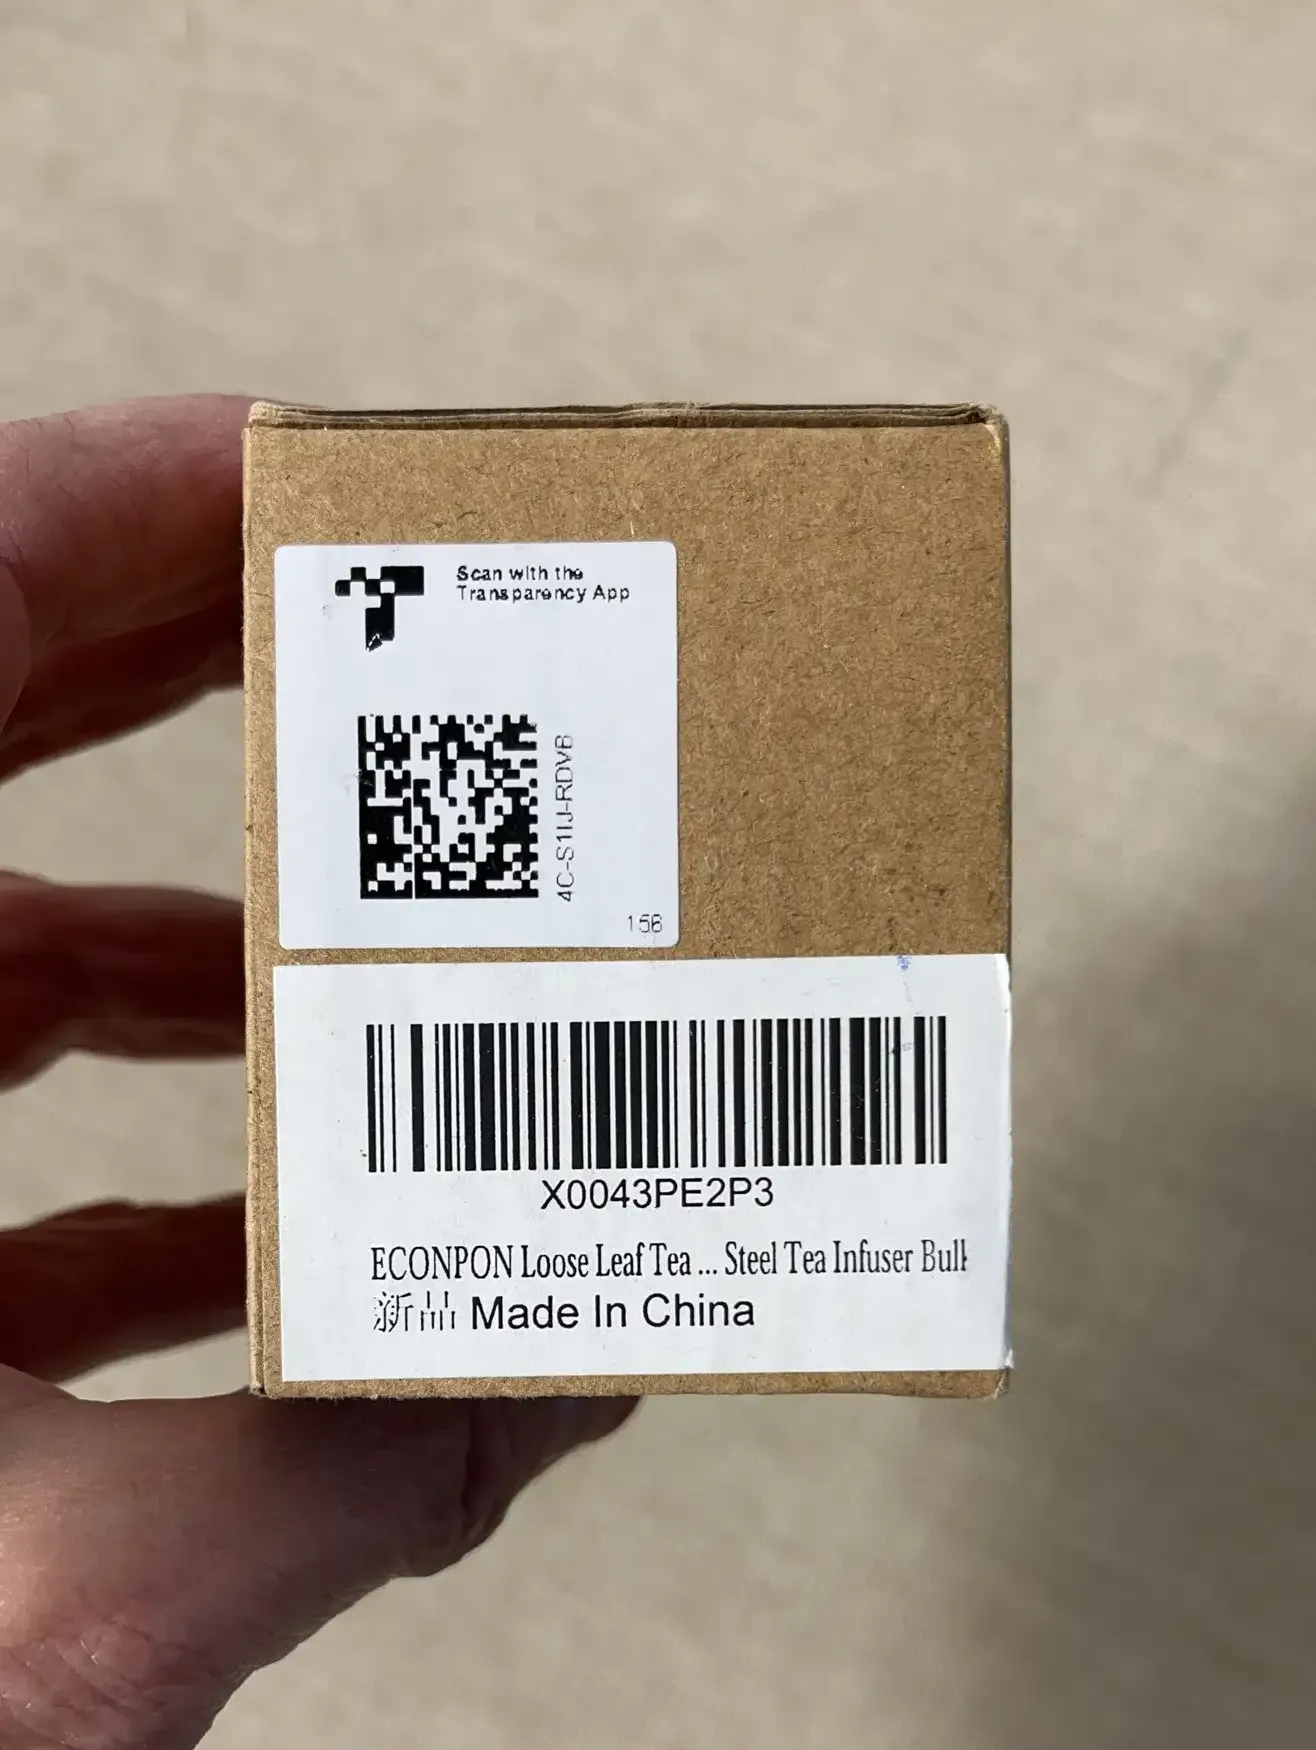 Scan with the
Transparency App
4C-S1IJ-RDVB
156
X0043PE2P3
ECONPON Loose Leaf Tea ... Steel Tea Infuser Bulk
新品 Made In China